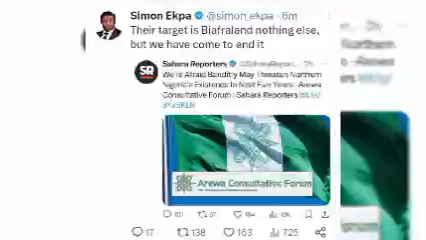 Simon Ekpa @simon_ekpa · 6m
Their target is Biafraland nothing else,
but we have come to end it
Sahara Reporters @SaharaReport... · 2h
We're Afraid Banditry May Threaten Northern
Nigeria's Existence In Next Five Years - Arewa
Consultative Forum | Sahara Reporters
Arewa Consultative Forum
17 138 163 725